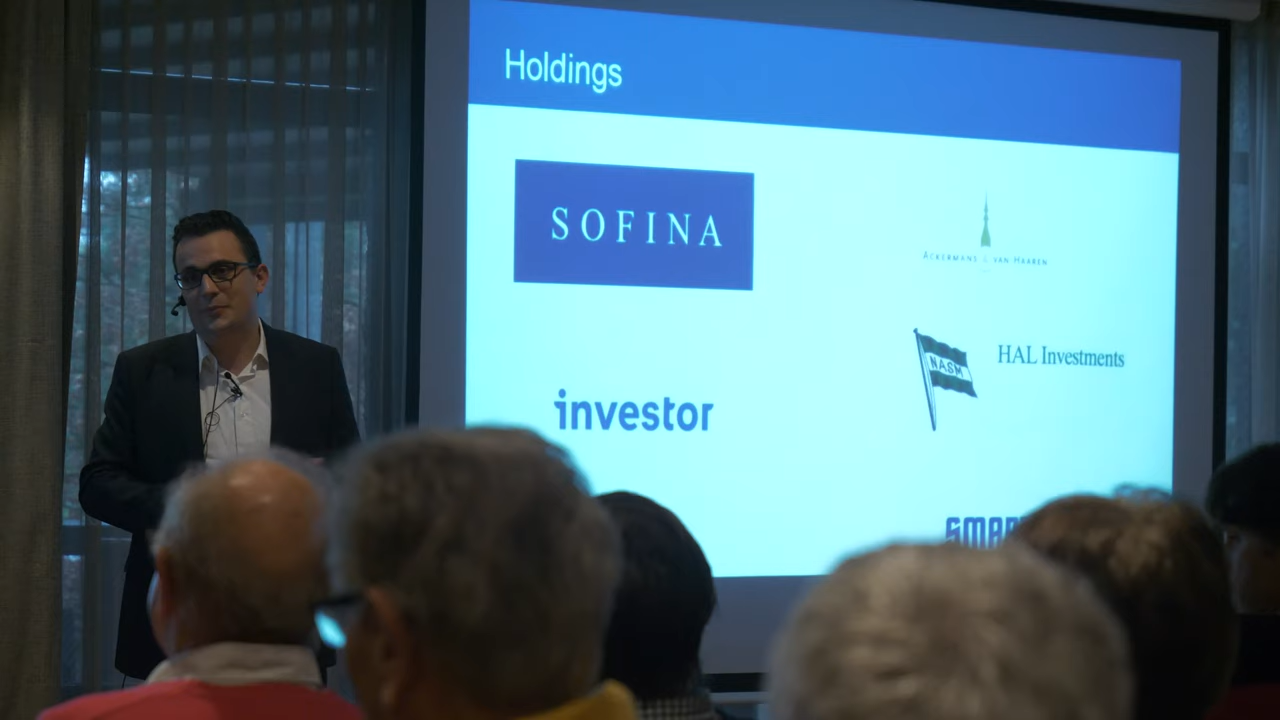 Holdings
SOFINA
ACKERMANS & VAN HAAREN
NASM
HAL Investments
investor